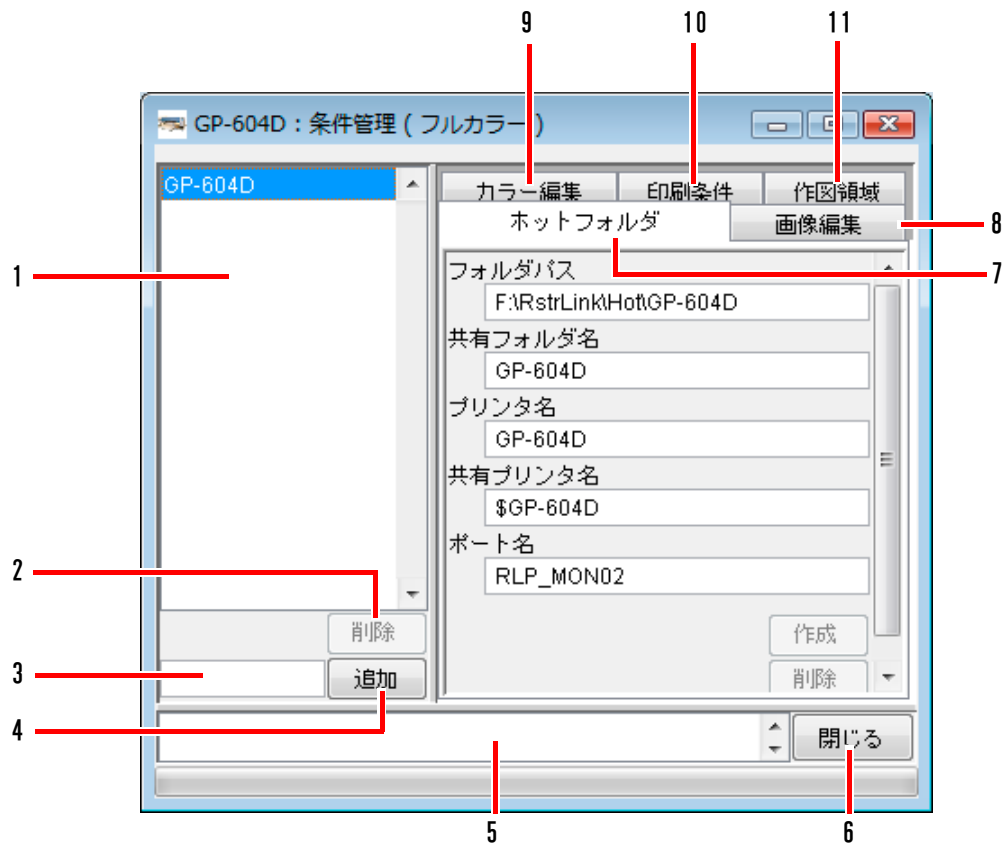 9 10 11
GP-604D：条件管理 ( フルカラー )
GP-604D
カラー編集 印刷条件 作図領域
ホットフォルダ 画像編集
8
7
1
フォルダパス
F:\RstrLink\Hot\GP-604D
共有フォルダ名
GP-604D
プリンタ名
GP-604D
共有プリンタ名
$GP-604D
ポート名
RLP_MON02
2
削除
作成
3
追加
削除
4
閉じる
5
6